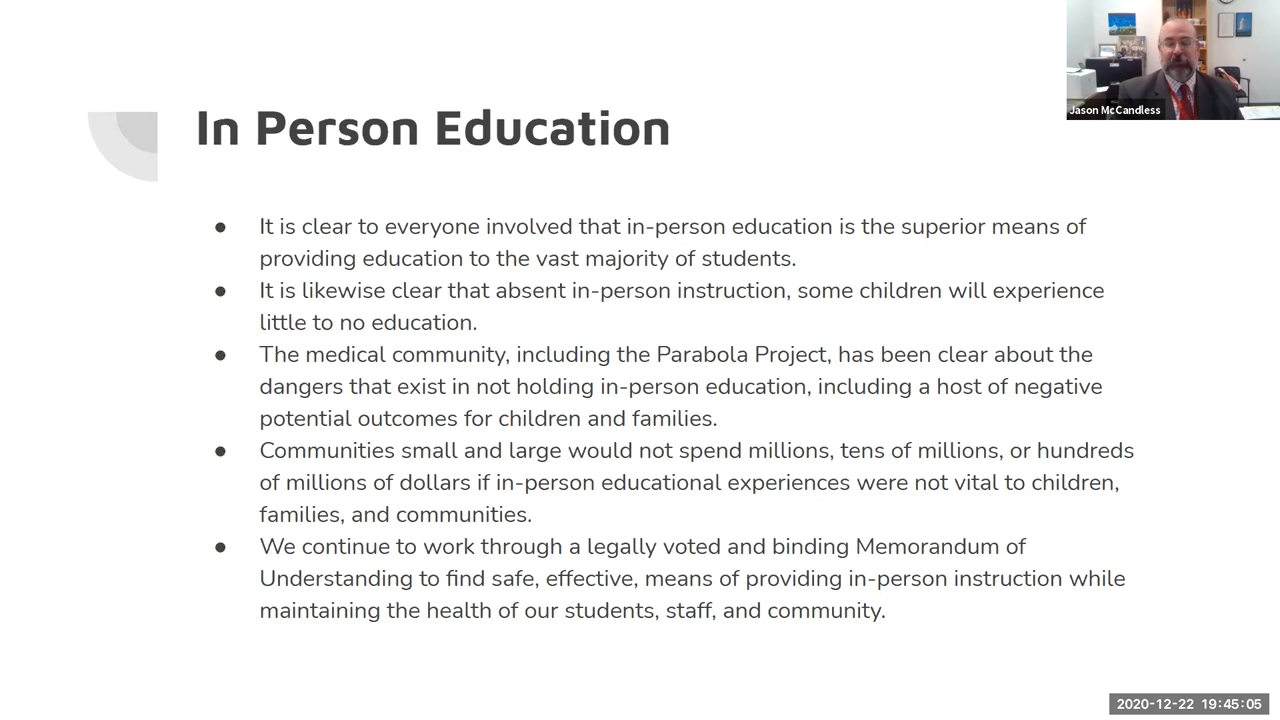 Jason McCandless
In Person Education
● It is clear to everyone involved that in-person education is the superior means of
providing education to the vast majority of students.
● It is likewise clear that absent in-person instruction, some children will experience
little to no education.
● The medical community, including the Parabola Project, has been clear about the
dangers that exist in not holding in-person education, including a host of negative
potential outcomes for children and families.
● Communities small and large would not spend millions, tens of millions, or hundreds
of millions of dollars if in-person educational experiences were not vital to children,
families, and communities.
● We continue to work through a legally voted and binding Memorandum of
Understanding to find safe, effective, means of providing in-person instruction while
maintaining the health of our students, staff, and community.
2020-12-22 19:45:05